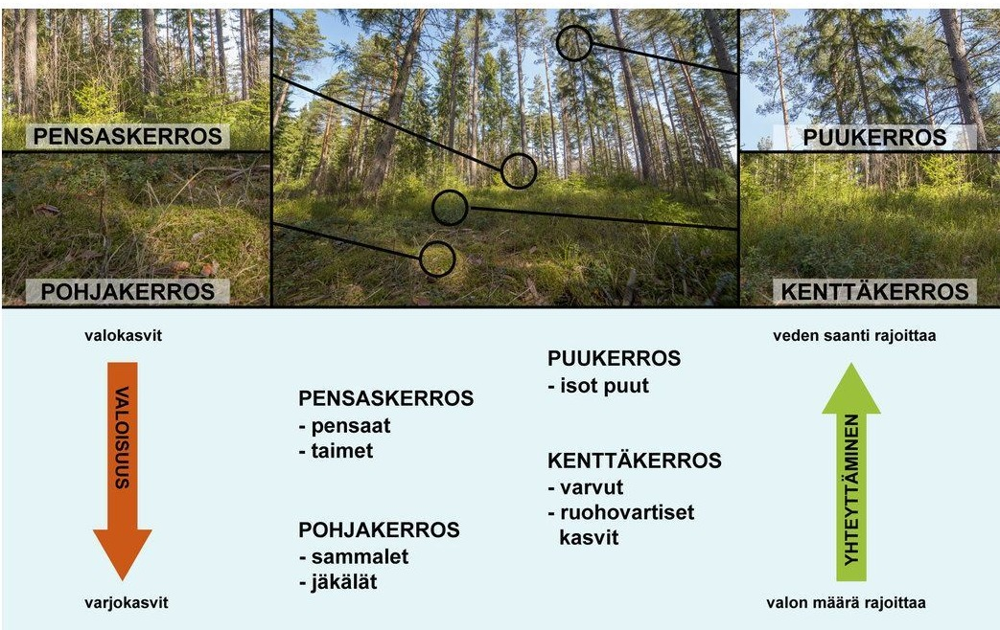 PENSASKERROS
PUUKERROS
POHJAKERROS
KENTTÄKERROS
valokasvit
VALOISUUS
varjokasvit
PENSASKERROS
- pensaat
- taimet
POHJAKERROS
- sammalet
- jäkälät
PUUKERROS
- isot puut
KENTTÄKERROS
- varvut
- ruohovartiset
kasvit
veden saanti rajoittaa
YHTEYTTÄMINEN
valon määrä rajoittaa